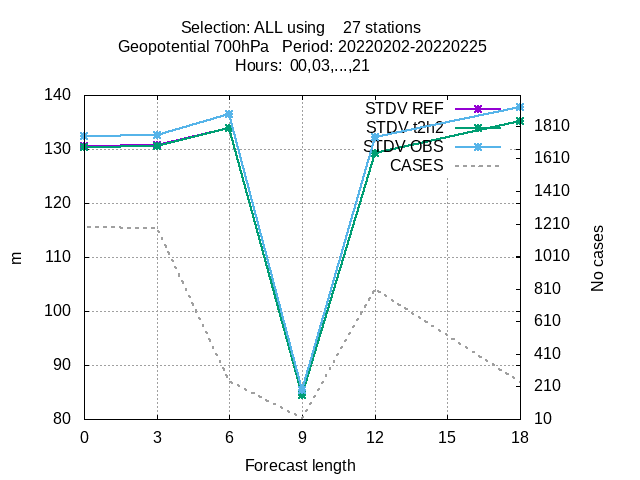 Selection: ALL using    27 stations
Geopotential 700hPa   Period: 20220202-20220225
Hours: 00,03,...,21
STDV REF
STDV t2h2
STDV OBS
CASES
m
140
130
120
110
100
90
80
1810
1610
1410
1210
1010
810
610
410
210
10
No cases
0 3 6 9 12 15 18
Forecast length